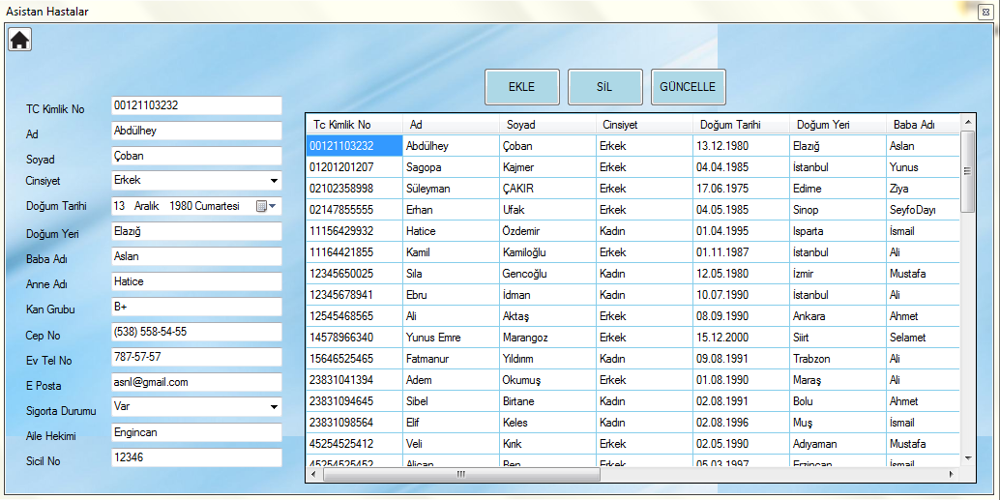 Asistan Hastalar
EKLE SİL GÜNCELLE
TC Kimlik No 00121103232
Ad Abdülhey
Soyad Çoban
Cinsiyet Erkek
Doğum Tarihi 13 Aralık 1980 Cumartesi
Doğum Yeri Elazığ
Baba Adı Aslan
Anne Adı Hatice
Kan Grubu B+
Cep No (538) 558-54-55
Ev Tel No 787-57-57
E Posta asnl@gmail.com
Sigorta Durumu Var
Aile Hekimi Engincan
Sicil No 12346
Tc Kimlik No Ad Soyad Cinsiyet Doğum Tarihi Doğum Yeri Baba Adı
00121103232 Abdülhey Çoban Erkek 13.12.1980 Elazığ Aslan
01201201207 Sagopa Kajmer Erkek 04.04.1985 İstanbul Yunus
02102358998 Süleyman ÇAKIR Erkek 17.06.1975 Edirne Ziya
02147855555 Erhan Ufak Erkek 04.05.1985 Sinop SeyfoDayı
11156429932 Hatice Özdemir Kadın 01.04.1995 Isparta İsmail
11164421855 Kamil Kamiloğlu Erkek 01.11.1987 İstanbul Ali
12345650025 Sıla Gencoğlu Kadın 12.05.1980 İzmir Mustafa
12345678941 Ebru İdman Kadın 10.07.1990 İstanbul Ali
12545468565 Ali Aktaş Erkek 08.09.1990 Ankara Ahmet
14578966340 Yunus Emre Marangoz Erkek 15.12.2000 Siirt Selamet
15646525465 Fatmanur Yıldırım Kadın 09.08.1991 Trabzon Ali
23831041394 Adem Okumuş Erkek 01.08.1990 Maraş Ali
23831094645 Sibel Birtane Kadın 02.08.1991 Bolu Ahmet
23831098564 Elif Keles Kadın 02.08.1996 Muş İsmail
45254525412 Veli Kırık Erkek 02.05.1990 Adıyaman Mustafa
45254525452 Alican Ben Erkek 05.03.1997 Erzincan İsmail